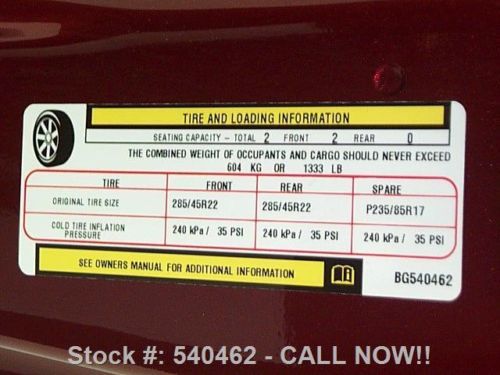 TIRE AND LOADING INFORMATION
SEATING CAPACITY - TOTAL 2 FRONT 2 REAR 0
THE COMBINED WEIGHT OF OCCUPANTS AND CARGO SHOULD NEVER EXCEED
604 KG OR 1333 LB
TIRE FRONT REAR SPARE
ORIGINAL TIRE SIZE 285/45R22 285/45R22 P235/85R17
COLD TIRE INFLATION PRESSURE 240 kPa / 35 PSI 240 kPa / 35 PSI 240 kPa / 35 PSI
SEE OWNERS MANUAL FOR ADDITIONAL INFORMATION
BG540462
Stock #: 540462 - CALL NOW!!